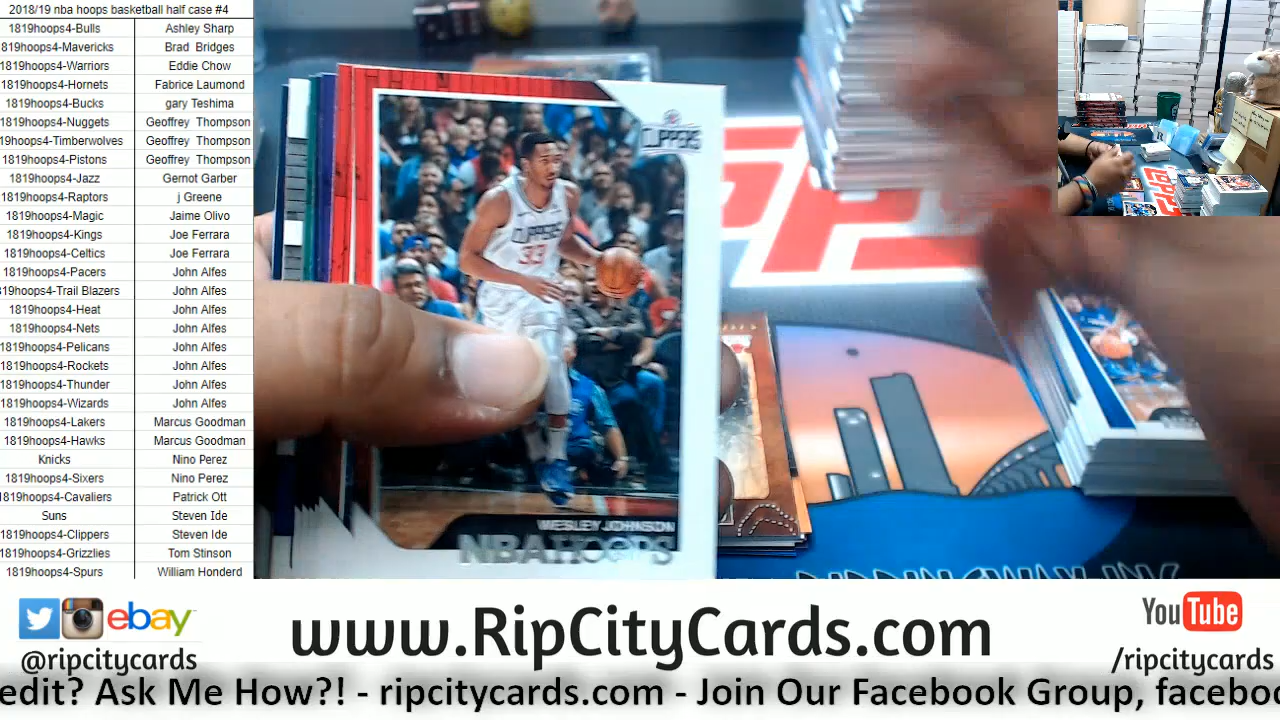 2018/19 nba hoops basketball half case #4
1819hoops4-Bulls Ashley Sharp
819hoops4-Mavericks Brad Bridges
1819hoops4-Warriors Eddie Chow
1819hoops4-Hornets Fabrice Laumond
1819hoops4-Bucks gary Teshima
1819hoops4-Nuggets Geoffrey Thompson
19hoops4-Timberwolves Geoffrey Thompson
1819hoops4-Pistons Geoffrey Thompson
1819hoops4-Jazz Gernot Garber
1819hoops4-Raptors j Greene
1819hoops4-Magic Jaime Olivo
1819hoops4-Kings Joe Ferrara
1819hoops4-Celtics Joe Ferrara
1819hoops4-Pacers John Alfes
819hoops4-Trail Blazers John Alfes
1819hoops4-Heat John Alfes
1819hoops4-Nets John Alfes
1819hoops4-Pelicans John Alfes
1819hoops4-Rockets John Alfes
1819hoops4-Thunder John Alfes
1819hoops4-Wizards John Alfes
1819hoops4-Lakers Marcus Goodman
1819hoops4-Hawks Marcus Goodman
Knicks Nino Perez
1819hoops4-Sixers Nino Perez
1819hoops4-Cavaliers Patrick Ott
Suns Steven Ide
1819hoops4-Clippers Steven Ide
1819hoops4-Grizzlies Tom Stinson
1819hoops4-Spurs William Honderd
CLIPPERS
CLIPPERS
33
WESLEY JOHNSON
NBA HOOPS
ebay
@ripcitycards
www.RipCityCards.com
YouTube
/ripcitycards
edit? Ask Me How?! - ripcitycards.com - Join Our Facebook Group, faceboo